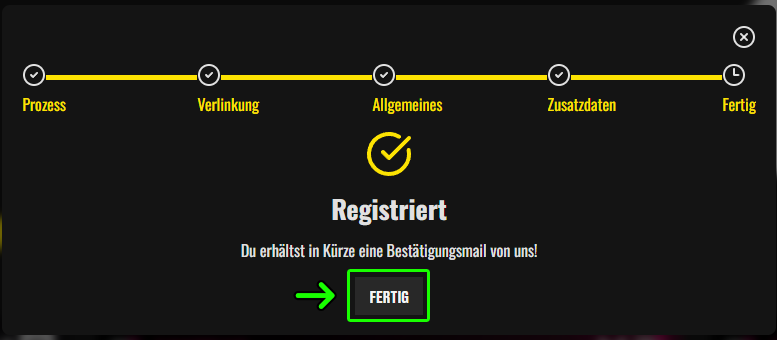 Prozess Verlinkung Allgemeines Zusatzdaten Fertig
Registriert
Du erhältst in Kürze eine Bestätigungsmail von uns!
FERTIG